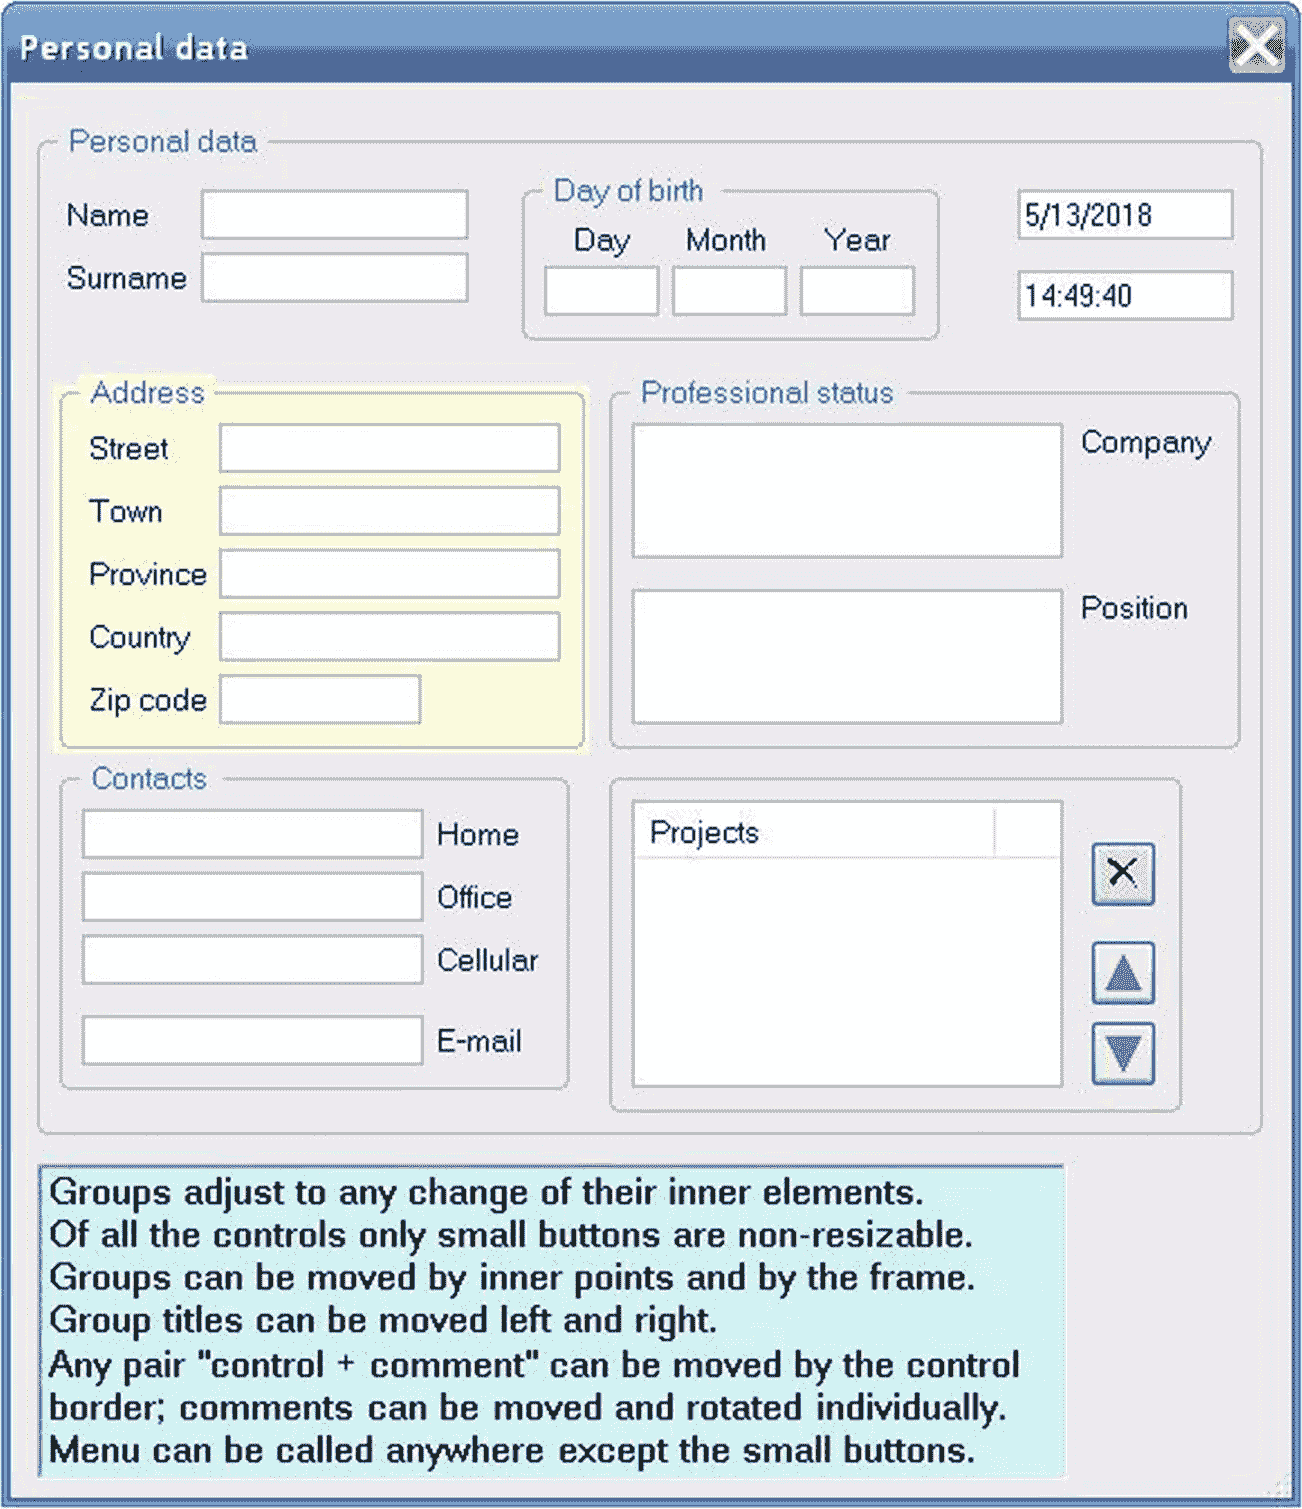 Personal data
Personal data
Name
Surname
Day of birth
Day Month Year
5/13/2018
14:49:40
Address
Street
Town
Province
Country
Zip code
Professional status
Company
Position
Contacts
Home
Office
Cellular
E-mail
Projects
Groups adjust to any change of their inner elements.
Of all the controls only small buttons are non-resizable.
Groups can be moved by inner points and by the frame.
Group titles can be moved left and right.
Any pair "control + comment" can be moved by the control
border; comments can be moved and rotated individually.
Menu can be called anywhere except the small buttons.